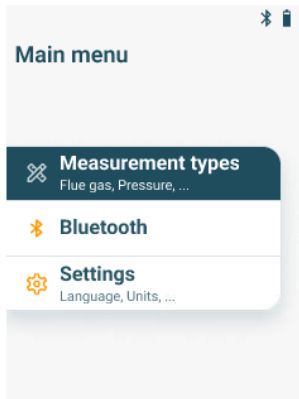 Main menu
Measurement types
Flue gas, Pressure, ...
Bluetooth
Settings
Language, Units, ...